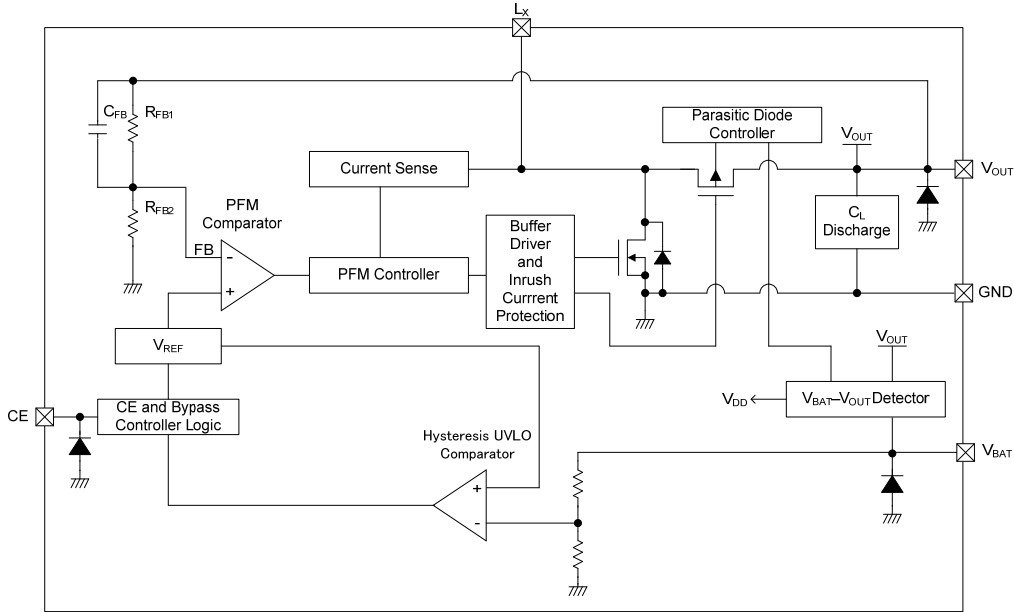 LX
CFB
RFB1
Parasitic Diode
Controller
VOUT
Current Sense
VOUT
RFB2
PFM
Comparator
CL
Discharge
Buffer
Driver
and
Inrush
Currrent
Protection
FB
-
+
PFM Controller
GND
VREF
VOUT
CE
CE and Bypass
Controller Logic
VDD
VBAT–VOUT Detector
Hysteresis UVLO
Comparator
VBAT
+
-